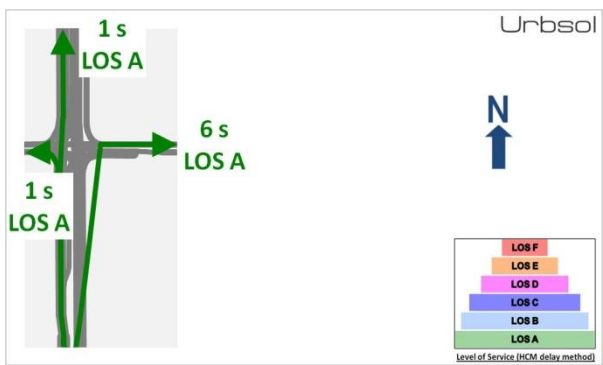 Urbsol
1 s
LOS A
6 s
LOS A
1 s
LOS A
N
LOS F
LOS E
LOS D
LOS C
LOS B
LOS A
Level of Service (HCM delay method)